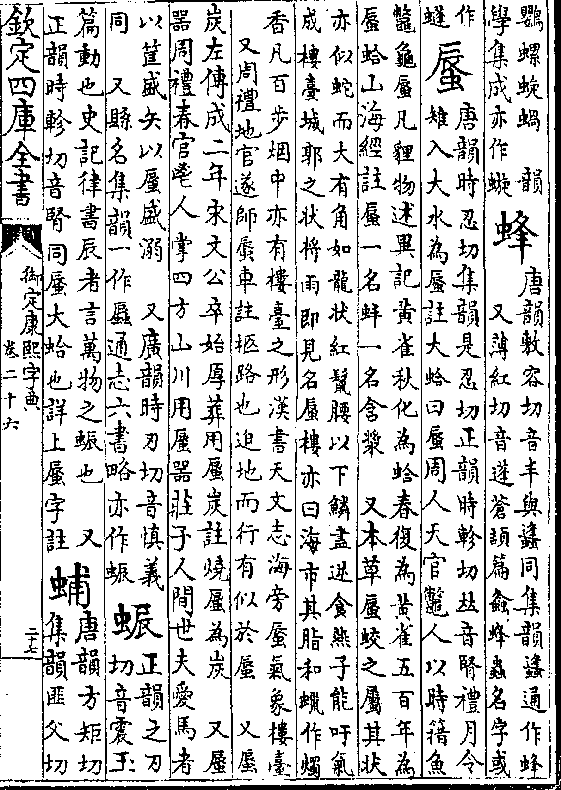 鸚螺蜿蝸　韻
學集成亦作蜁
蜂
唐韻敷容切音丰與䗬同集韻䗬通作蜂
又薄紅切音逢蒼頡篇螽蜂蟲名字或
作
䗬
蜃
唐韻時忍切集韻是忍切正韻時軫切𠀤音腎禮月令
雉入大水為蜃註大蛤曰蜃周人天官鼈人以時籍魚
鼈龜蜃凡貍物述異記黃雀秋化為蛤春復為黃雀五百年為
蜃蛤山海經註蜃一名蚌一名含漿　又本草蜃蛟之屬其狀
亦似蛇而大有角如龍狀紅鬣腰以下鱗盡逆食燕子能吁氣
成樓臺城郭之狀將雨即見名蜃樓亦曰海市其脂和蠟作燭
香凡百步烟中亦有樓臺之形漢書天文志海旁蜃氣象樓臺
又周禮地官遂師蜃車註柩路也迫地而行有似於蜃　又蜃
炭左傳成二年宋文公卒始厚葬用蜃炭註燒蜃為炭　又蜃
器周禮春官鬯人掌四方山川用蜃器莊子人間世夫愛馬者
以筐盛矢以蜃盛溺　又廣韻時刃切音慎義
同　又縣名集韻一作蜄通志六書略亦作蜄
蜄
正韻之刃
切音震玉
篇動也史記律書辰者言萬物之蜄也　又
正韻時軫切音腎同蜃大蛤也詳上蜃字註
蜅
唐韻方矩切
集韻匪父切
欽定四庫全書
御定康熙字典
卷二十六
二十七